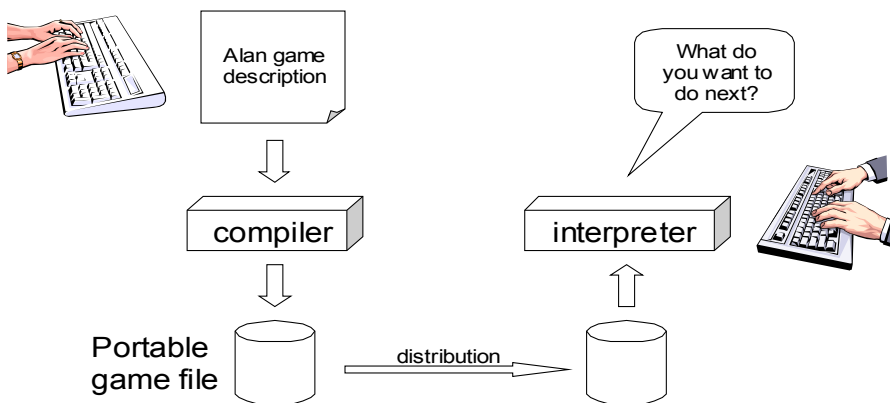 Alan game
description
What do
you want to
do next?
compiler
interpreter
Portable
game file
distribution